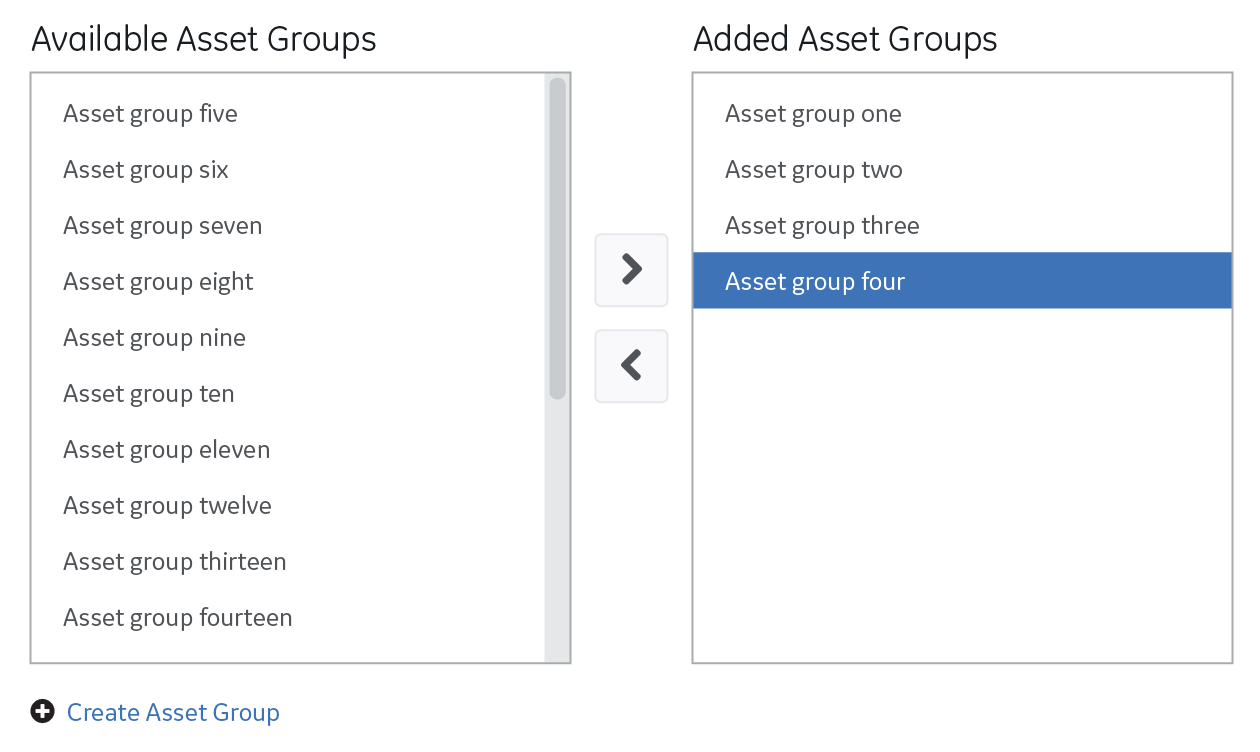 Available Asset Groups
Asset group five
Asset group six
Asset group seven
Asset group eight
Asset group nine
Asset group ten
Asset group eleven
Asset group twelve
Asset group thirteen
Asset group fourteen
Create Asset Group
Added Asset Groups
Asset group one
Asset group two
Asset group three
Asset group four